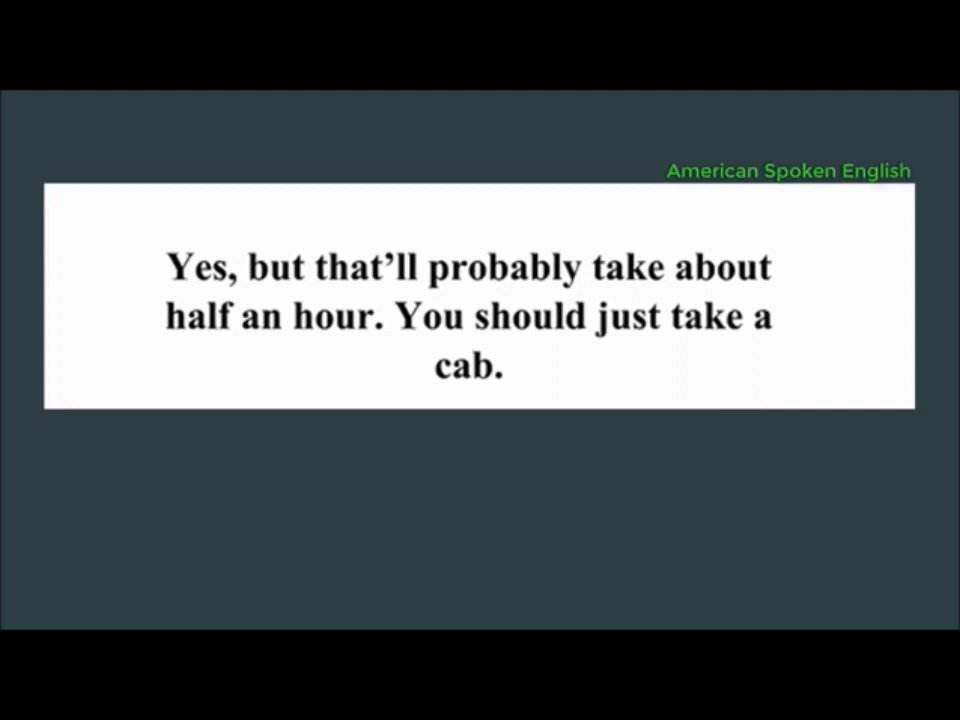 American Spoken English
Yes, but that’ll probably take about
half an hour. You should just take a
cab.